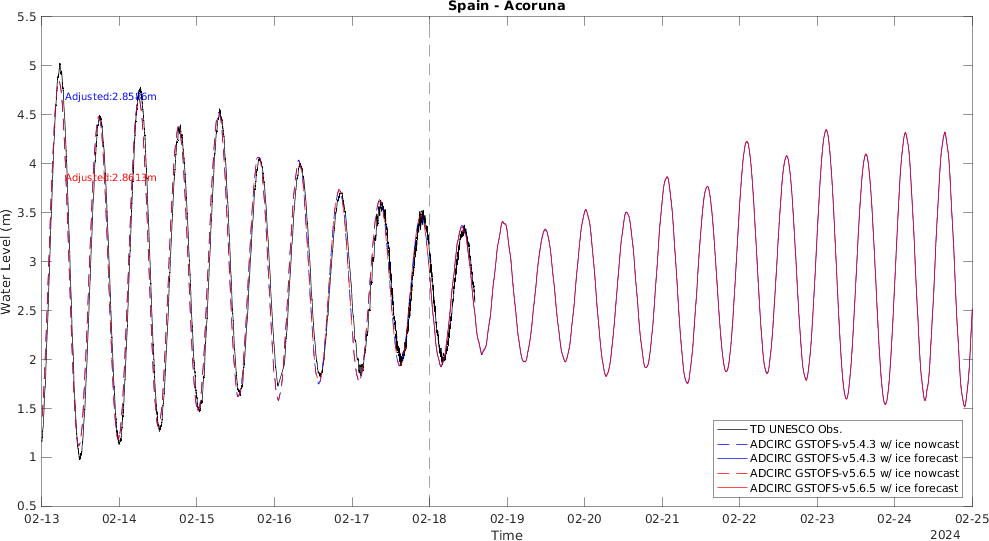 Spain - Acoruna
5.5
5
4.5
4
3.5
3
2.5
2
1.5
1
0.5
Water Level (m)
Adjusted:2.8586m
Adjusted:2.8613m
TD UNESCO Obs.
ADCIRC GSTOFS-v5.4.3 w/ ice nowcast
ADCIRC GSTOFS-v5.4.3 w/ ice forecast
ADCIRC GSTOFS-v5.6.5 w/ ice nowcast
ADCIRC GSTOFS-v5.6.5 w/ ice forecast
02-13 02-14 02-15 02-16 02-17 02-18 02-19 02-20 02-21 02-22 02-23 02-24 02-25
Time
2024